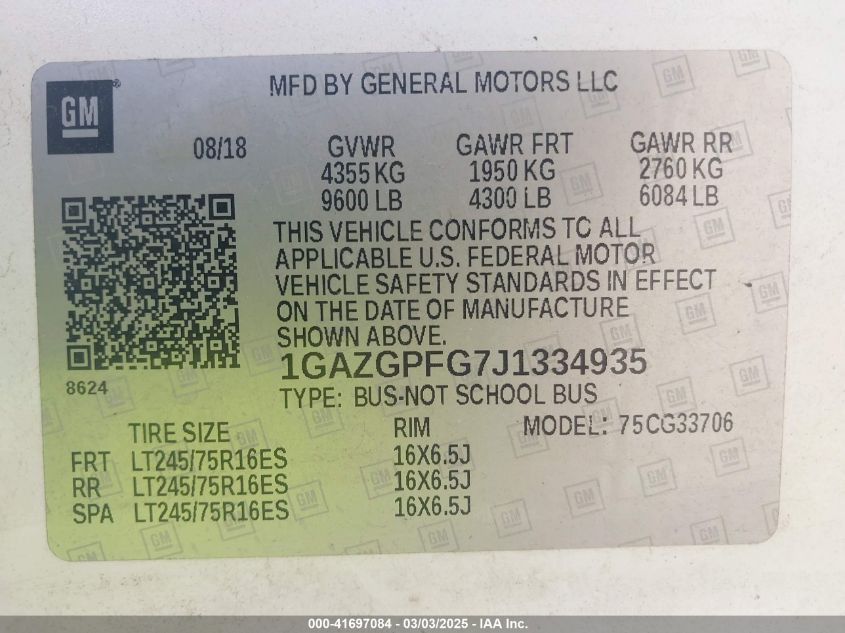 GM
MFD BY GENERAL MOTORS LLC
08/18 GVWR GAWR FRT GAWR RR
4355 KG 1950 KG 2760 KG
9600 LB 4300 LB 6084 LB
THIS VEHICLE CONFORMS TO ALL
APPLICABLE U.S. FEDERAL MOTOR
VEHICLE SAFETY STANDARDS IN EFFECT
ON THE DATE OF MANUFACTURE
SHOWN ABOVE.
1GAZGPFG7J1334935
8624
TYPE: BUS-NOT SCHOOL BUS
TIRE SIZE RIM MODEL: 75CG33706
FRT LT245/75R16ES 16X6.5J
RR LT245/75R16ES 16X6.5J
SPA LT245/75R16ES 16X6.5J
000-41697084 - 03/03/2025 - IAA Inc.